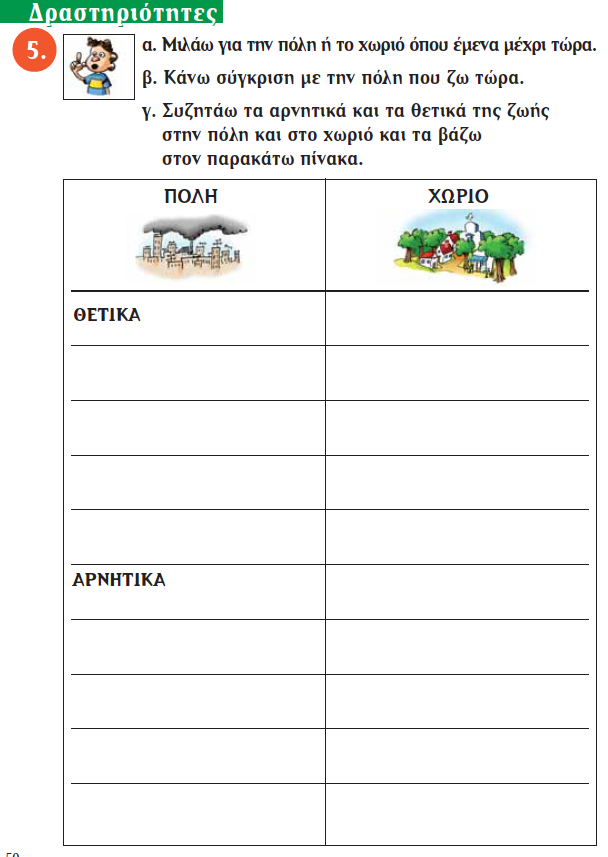 Δραστηριότητες
5.
α. Μιλάω για την πόλη ή το χωριό όπου έμενα μέχρι τώρα.
β. Κάνω σύγκριση με την πόλη που ζω τώρα.
γ. Συζητάω τα αρνητικά και τα θετικά της ζωής
στην πόλη και στο χωριό και τα βάζω
στον παρακάτω πίνακα.
ΠΟΛΗ ΧΩΡΙΟ
ΘΕΤΙΚΑ
ΑΡΝΗΤΙΚΑ